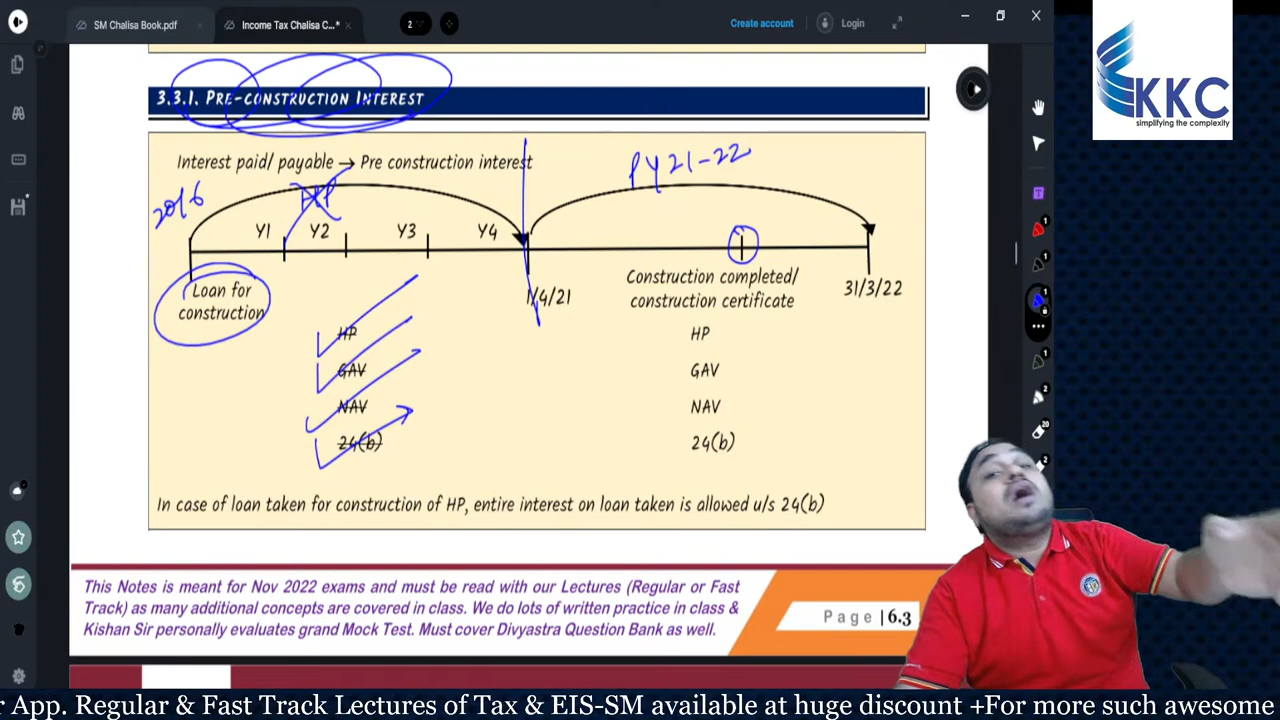 SM Chalisa Book.pdf
Income Tax Chalisa C...*
2
Create account
Login
KKC
simplifying the complexity
3.3.1. PRE-CONSTRUCTION INTEREST
Interest paid/ payable → Pre construction interest
PY 21-22
2016
HP
Y1 Y2 Y3 Y4
Loan for
construction
1/4/21
Construction completed/
construction certificate
31/3/22
HP HP
GAV GAV
NAV NAV
24(b) 24(b)
In case of loan taken for construction of HP, entire interest on loan taken is allowed u/s 24(b)
This Notes is meant for Nov 2022 exams and must be read with our Lectures (Regular or Fast
Track) as many additional concepts are covered in class. We do lots of written practice in class &
Kishan Sir personally evaluates grand Mock Test. Must cover Divyastra Question Bank as well.
Page | 6.3
r App. Regular & Fast Track Lectures of Tax & EIS-SM available at huge discount +For more such awesome